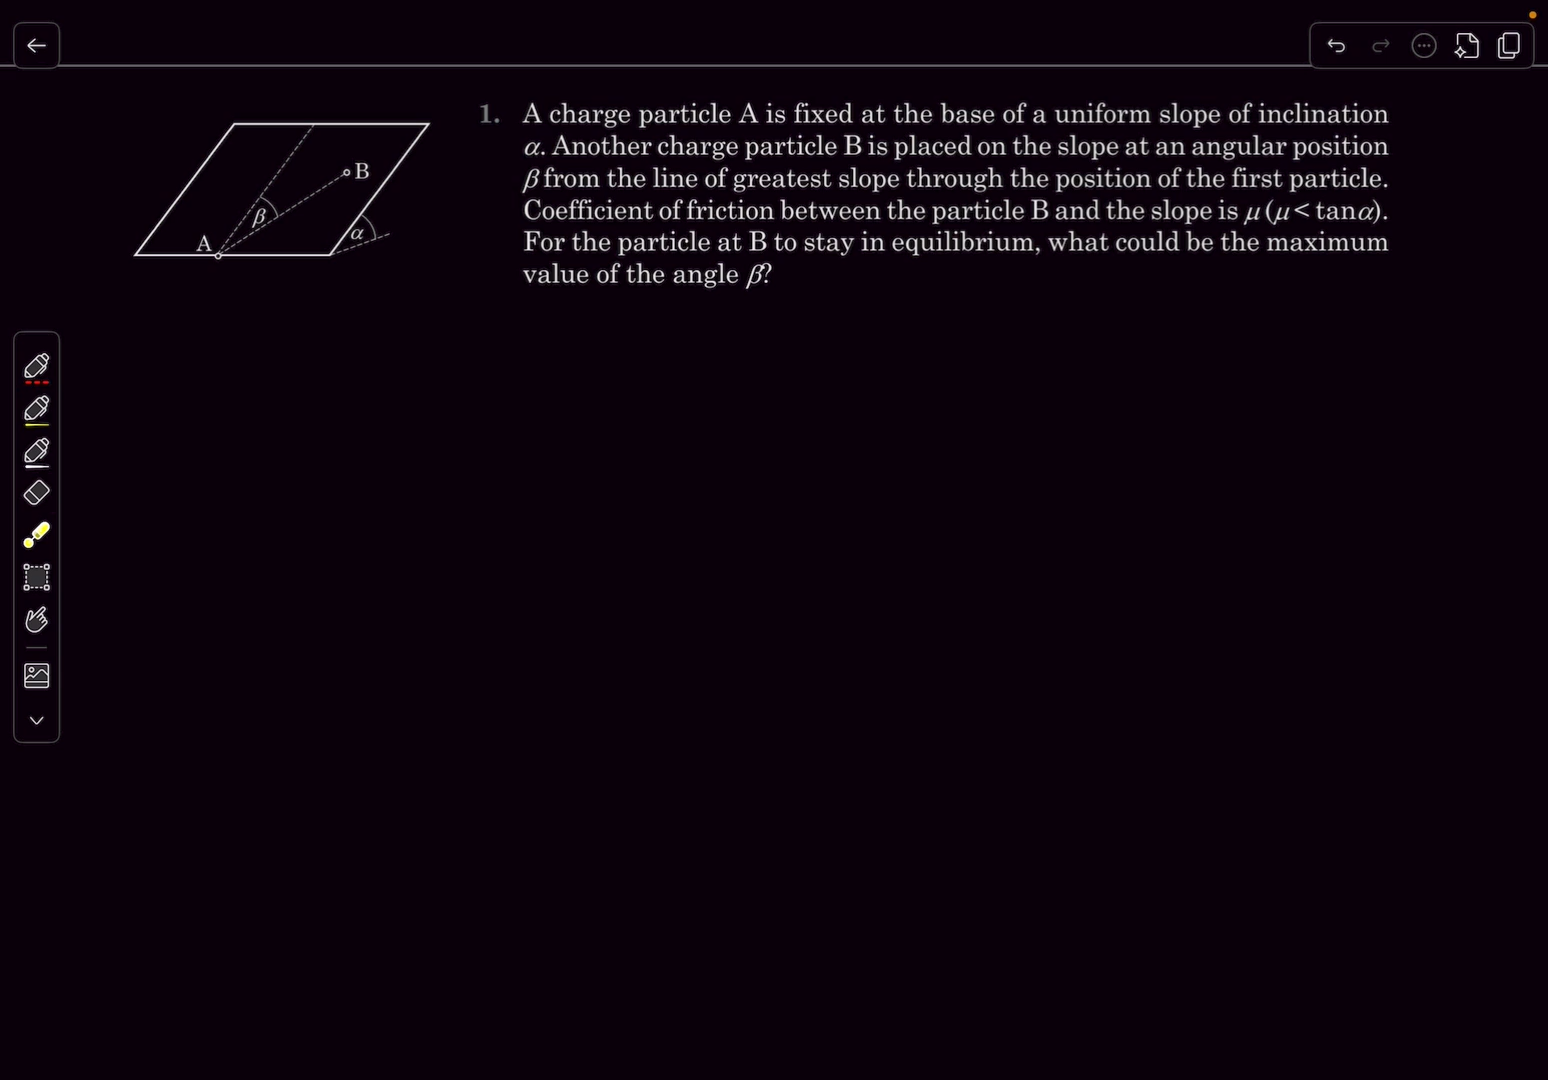 1. A charge particle A is fixed at the base of a uniform slope of inclination
α. Another charge particle B is placed on the slope at an angular position
β from the line of greatest slope through the position of the first particle.
Coefficient of friction between the particle B and the slope is μ (μ < tanα).
For the particle at B to stay in equilibrium, what could be the maximum
value of the angle β?
B
β
α
A